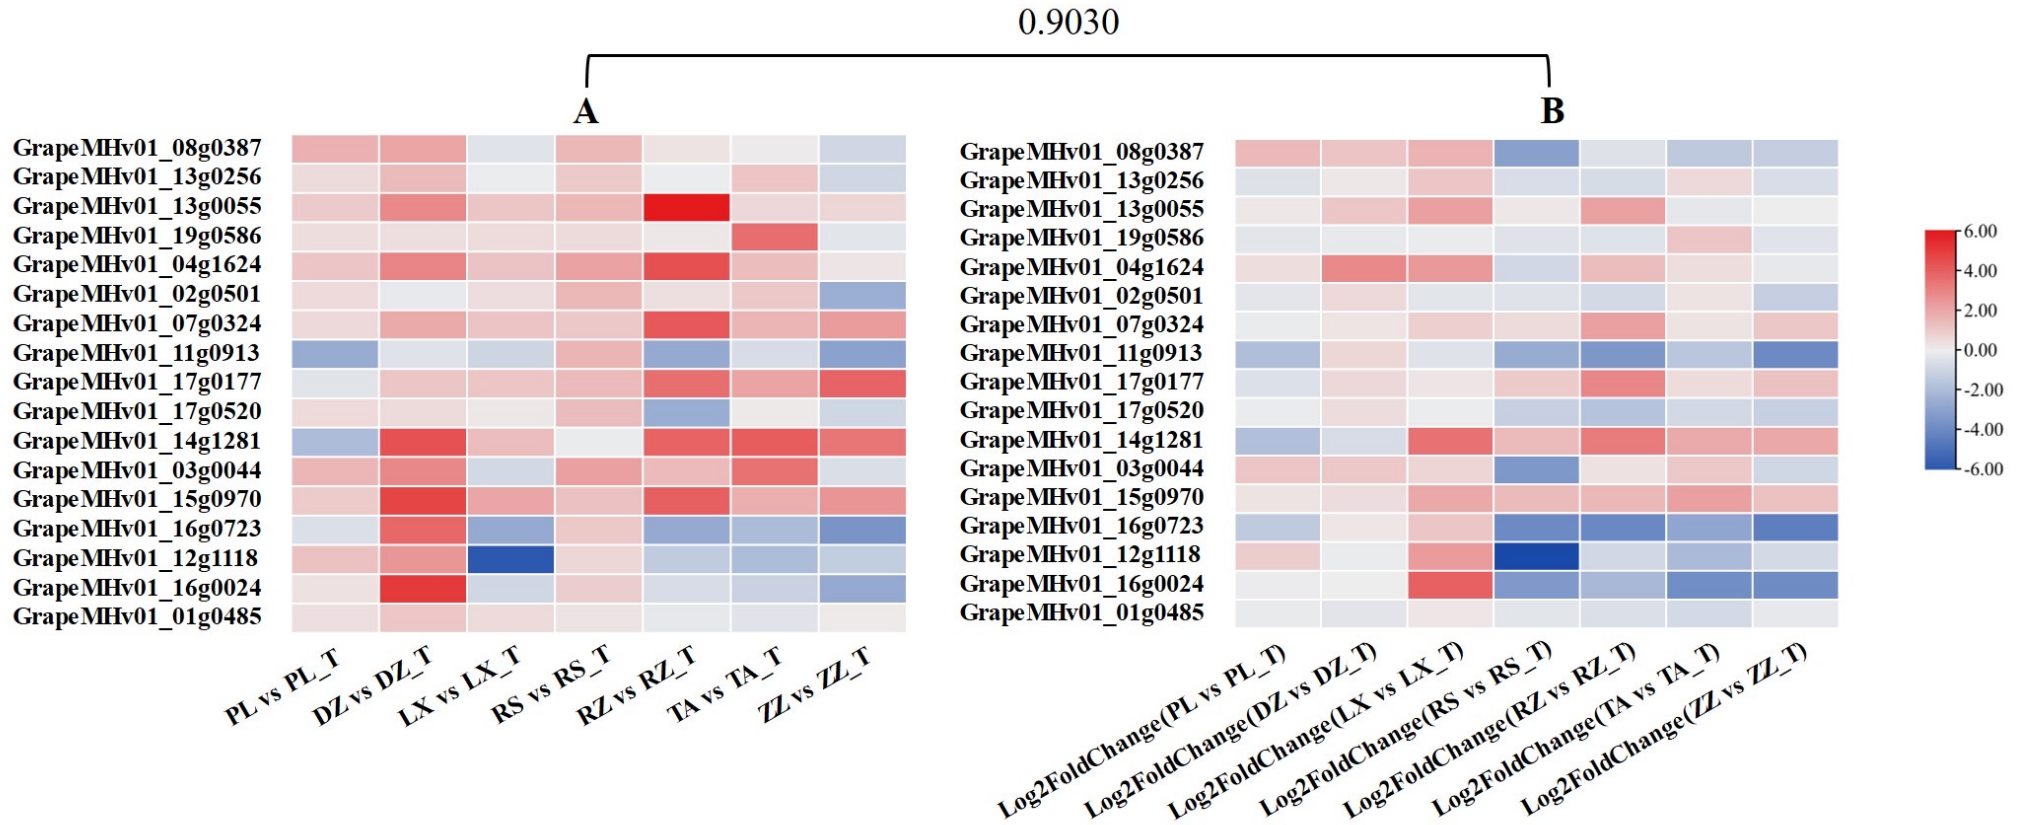 0.9030
A
B
GrapeMHv01_08g0387
GrapeMHv01_13g0256
GrapeMHv01_13g0055
GrapeMHv01_19g0586
GrapeMHv01_04g1624
GrapeMHv01_02g0501
GrapeMHv01_07g0324
GrapeMHv01_11g0913
GrapeMHv01_17g0177
GrapeMHv01_17g0520
GrapeMHv01_14g1281
GrapeMHv01_03g0044
GrapeMHv01_15g0970
GrapeMHv01_16g0723
GrapeMHv01_12g1118
GrapeMHv01_16g0024
GrapeMHv01_01g0485
PL vs PL_T
DZ vs DZ_T
LX vs LX_T
RS vs RS_T
RZ vs RZ_T
TA vs TA_T
ZZ vs ZZ_T
GrapeMHv01_08g0387
GrapeMHv01_13g0256
GrapeMHv01_13g0055
GrapeMHv01_19g0586
GrapeMHv01_04g1624
GrapeMHv01_02g0501
GrapeMHv01_07g0324
GrapeMHv01_11g0913
GrapeMHv01_17g0177
GrapeMHv01_17g0520
GrapeMHv01_14g1281
GrapeMHv01_03g0044
GrapeMHv01_15g0970
GrapeMHv01_16g0723
GrapeMHv01_12g1118
GrapeMHv01_16g0024
GrapeMHv01_01g0485
Log2FoldChange(PL vs PL_T)
Log2FoldChange(DZ vs DZ_T)
Log2FoldChange(LX vs LX_T)
Log2FoldChange(RS vs RS_T)
Log2FoldChange(RZ vs RZ_T)
Log2FoldChange(TA vs TA_T)
Log2FoldChange(ZZ vs ZZ_T)
6.00
4.00
2.00
0.00
-2.00
-4.00
-6.00